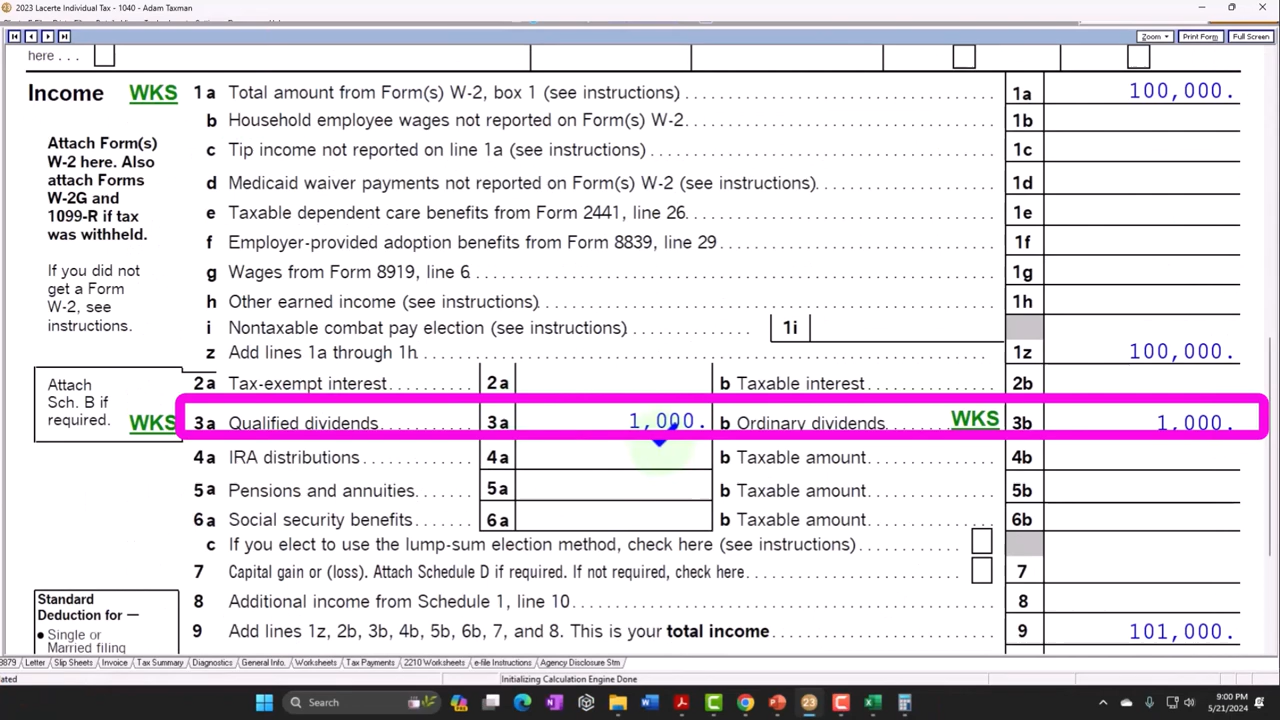 2023 Lacerte Individual Tax - 1040 - Adam Taxman
Zoom Print Form Full Screen
here . . .
Income WKS 1a Total amount from Form(s) W-2, box 1 (see instructions) 1a 100,000.
b Household employee wages not reported on Form(s) W-2 1b
c Tip income not reported on line 1a (see instructions) 1c
d Medicaid waiver payments not reported on Form(s) W-2 (see instructions) 1d
e Taxable dependent care benefits from Form 2441, line 26 1e
f Employer-provided adoption benefits from Form 8839, line 29 1f
g Wages from Form 8919, line 6 1g
h Other earned income (see instructions) 1h
i Nontaxable combat pay election (see instructions) 1i
z Add lines 1a through 1h 1z 100,000.
Attach Form(s)
W-2 here. Also
attach Forms
W-2G and
1099-R if tax
was withheld.
If you did not
get a Form
W-2, see
instructions.
2a Tax-exempt interest 2a b Taxable interest 2b
Attach
Sch. B if
required. WKS
3a Qualified dividends 3a 1,000. b Ordinary dividends WKS 3b 1,000.
4a IRA distributions 4a b Taxable amount 4b
5a Pensions and annuities 5a b Taxable amount 5b
6a Social security benefits 6a b Taxable amount 6b
c If you elect to use the lump-sum election method, check here (see instructions)
7 Capital gain or (loss). Attach Schedule D if required. If not required, check here 7
8 Additional income from Schedule 1, line 10 8
9 Add lines 1z, 2b, 3b, 4b, 5b, 6b, 7, and 8. This is your total income 9 101,000.
Standard
Deduction for —
• Single or
Married filing
8879 Letter Slip Sheets Invoice Tax Summary Diagnostics General Info. Worksheets Tax Payments 2210 Worksheets e-file Instructions Agency Disclosure Stm
ated Initializing Calculation Engine Done
Search
23
9:00 PM
5/21/2024